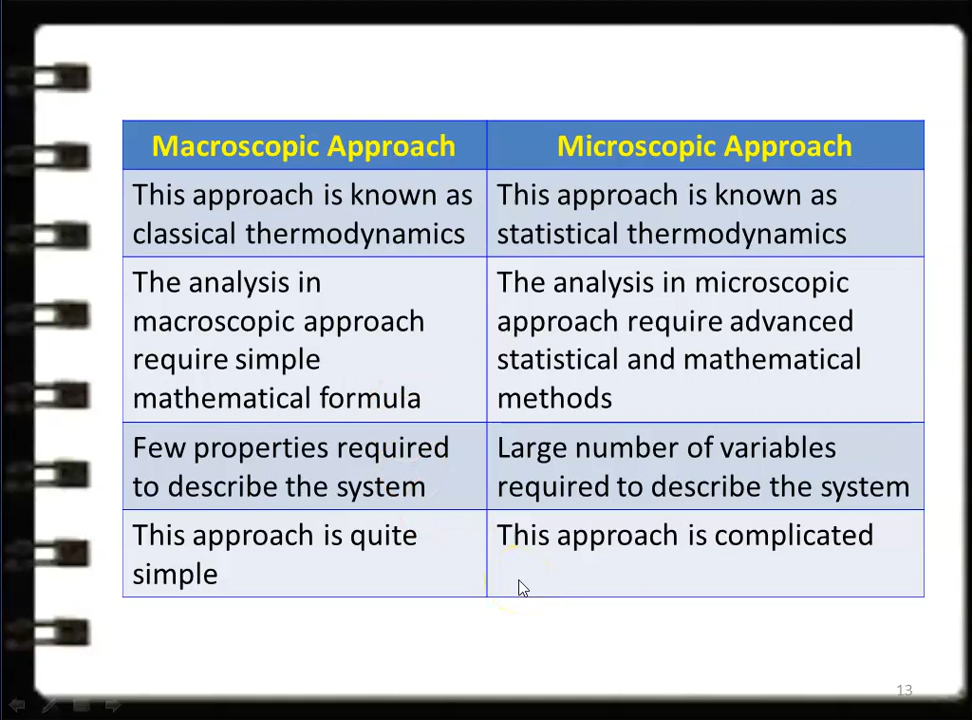 Macroscopic Approach
Microscopic Approach
This approach is known as
classical thermodynamics
This approach is known as
statistical thermodynamics
The analysis in
macroscopic approach
require simple
mathematical formula
The analysis in microscopic
approach require advanced
statistical and mathematical
methods
Few properties required
to describe the system
Large number of variables
required to describe the system
This approach is quite
simple
This approach is complicated
13